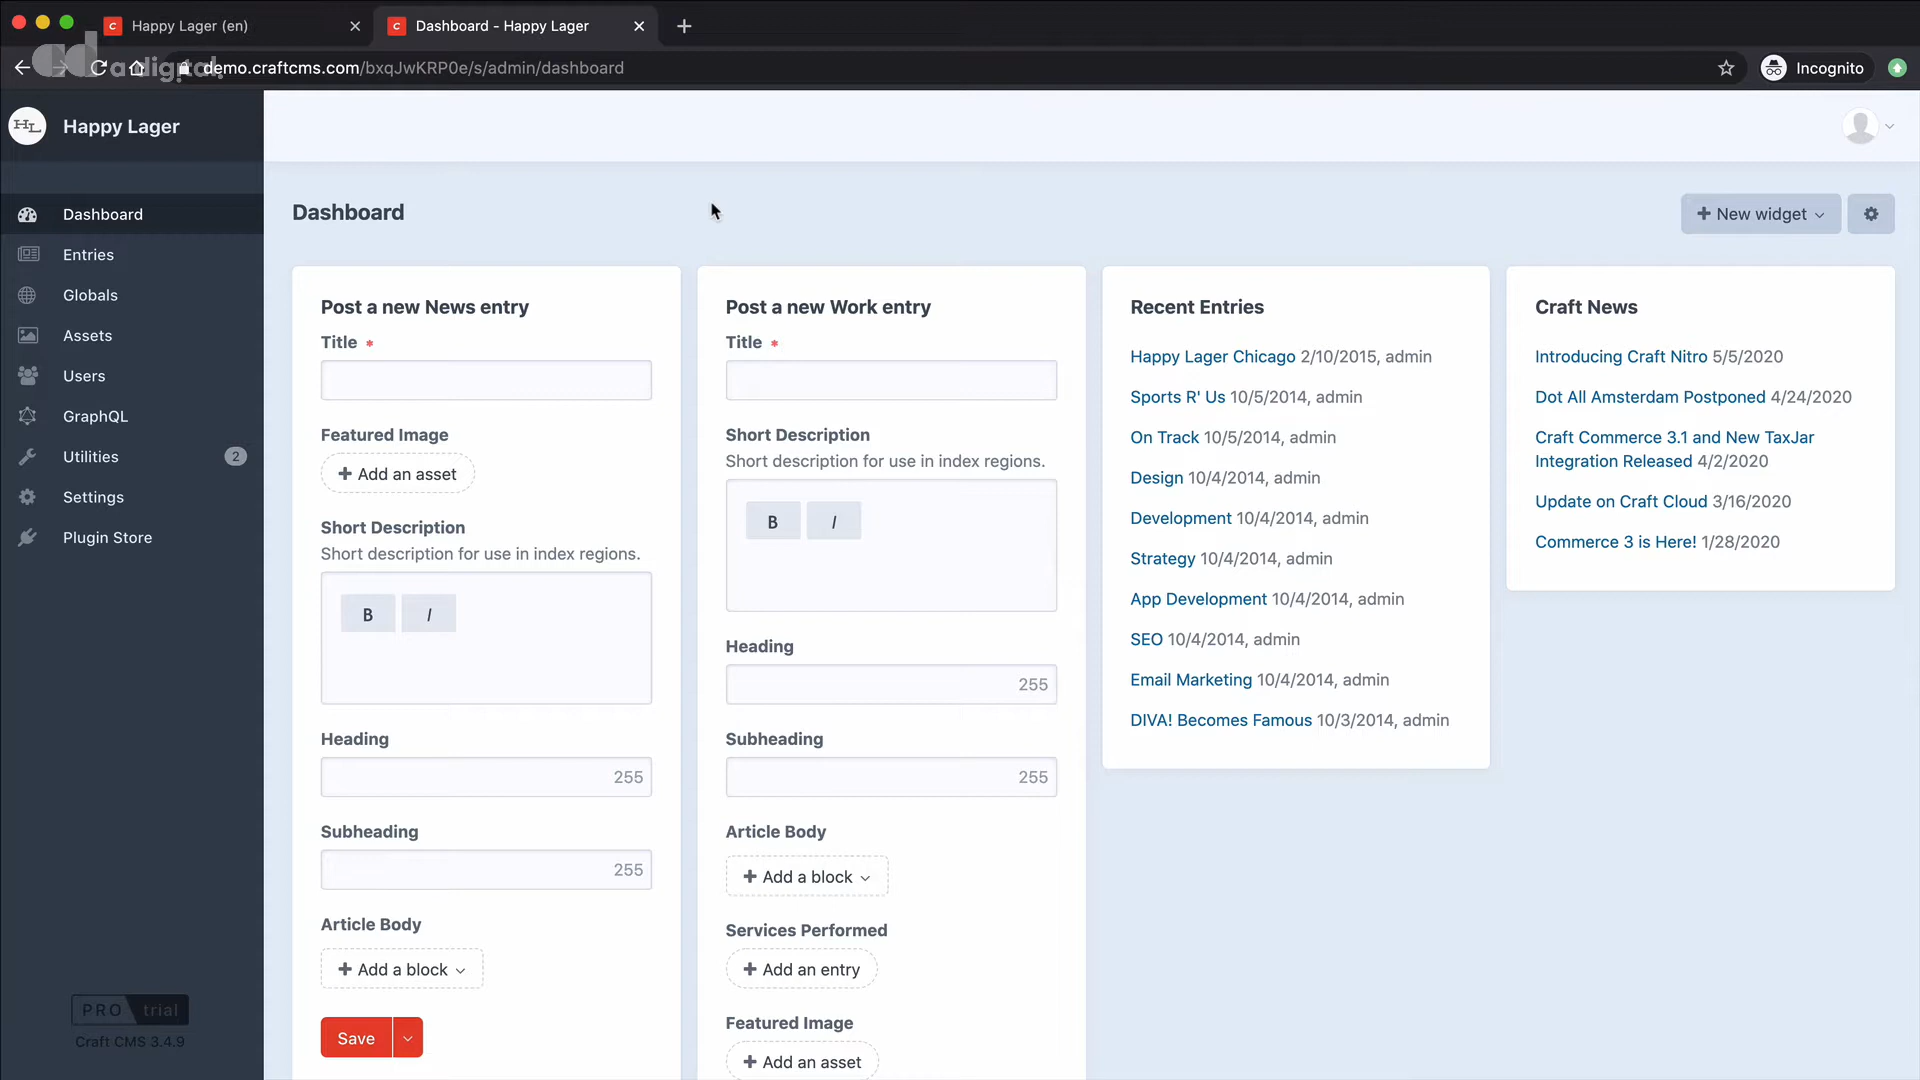 Happy Lager (en)
Dashboard - Happy Lager
adigital.
demo.craftcms.com/bxqJwKRP0e/s/admin/dashboard
Incognito
HL
Happy Lager
Dashboard
Entries
Globals
Assets
Users
GraphQL
Utilities
2
Settings
Plugin Store
PRO trial
Craft CMS 3.4.9
Dashboard
New widget
Post a new News entry
Title *
Featured Image
Add an asset
Short Description
Short description for use in index regions.
B I
Heading
255
Subheading
255
Article Body
Add a block
Save
Post a new Work entry
Title *
Short Description
Short description for use in index regions.
B I
Heading
255
Subheading
255
Article Body
Add a block
Services Performed
Add an entry
Featured Image
Add an asset
Recent Entries
Happy Lager Chicago 2/10/2015, admin
Sports R' Us 10/5/2014, admin
On Track 10/5/2014, admin
Design 10/4/2014, admin
Development 10/4/2014, admin
Strategy 10/4/2014, admin
App Development 10/4/2014, admin
SEO 10/4/2014, admin
Email Marketing 10/4/2014, admin
DIVA! Becomes Famous 10/3/2014, admin
Craft News
Introducing Craft Nitro 5/5/2020
Dot All Amsterdam Postponed 4/24/2020
Craft Commerce 3.1 and New TaxJar
Integration Released 4/2/2020
Update on Craft Cloud 3/16/2020
Commerce 3 is Here! 1/28/2020